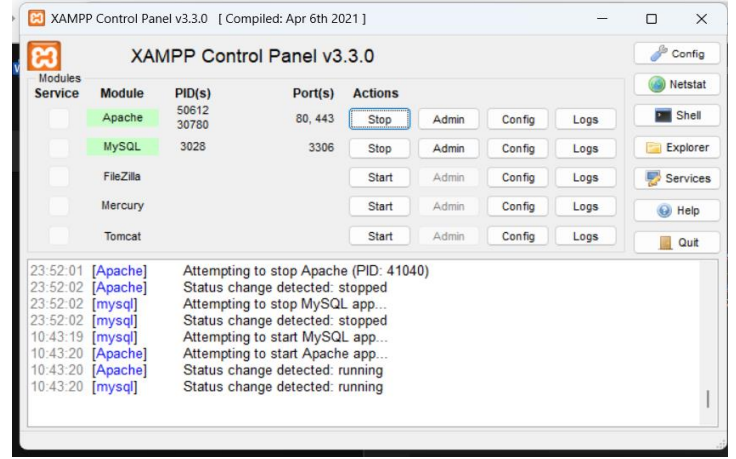 XAMPP Control Panel v3.3.0 [ Compiled: Apr 6th 2021 ]
XAMPP Control Panel v3.3.0
Config
Modules
Service Module PID(s) Port(s) Actions
Netstat
Apache 50612 30780 80, 443 Stop Admin Config Logs
Shell
MySQL 3028 3306 Stop Admin Config Logs
Explorer
FileZilla Start Admin Config Logs
Services
Mercury Start Admin Config Logs
Help
Tomcat Start Admin Config Logs
Quit
23:52:01 [Apache] Attempting to stop Apache (PID: 41040)
23:52:02 [Apache] Status change detected: stopped
23:52:02 [mysql] Attempting to stop MySQL app...
23:52:02 [mysql] Status change detected: stopped
10:43:19 [mysql] Attempting to start MySQL app...
10:43:20 [Apache] Attempting to start Apache app...
10:43:20 [Apache] Status change detected: running
10:43:20 [mysql] Status change detected: running